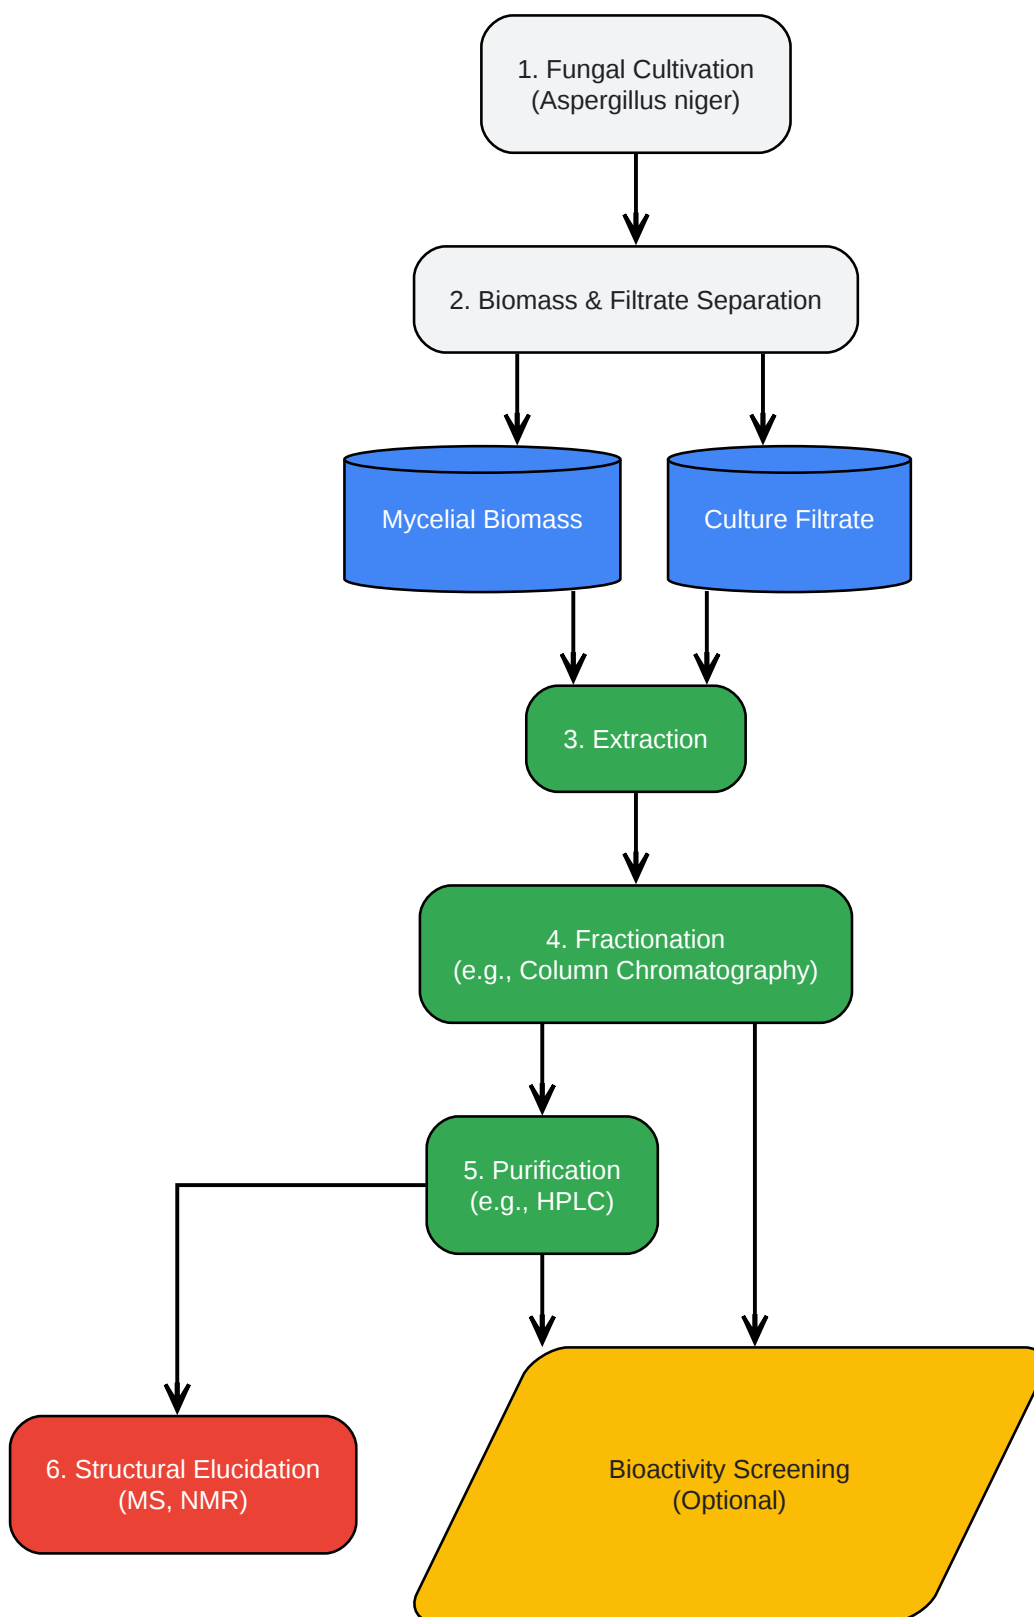 1. Fungal Cultivation
(Aspergillus niger)
2. Biomass & Filtrate Separation
Mycelial Biomass
Culture Filtrate
3. Extraction
4. Fractionation
(e.g., Column Chromatography)
5. Purification
(e.g., HPLC)
6. Structural Elucidation
(MS, NMR)
Bioactivity Screening
(Optional)